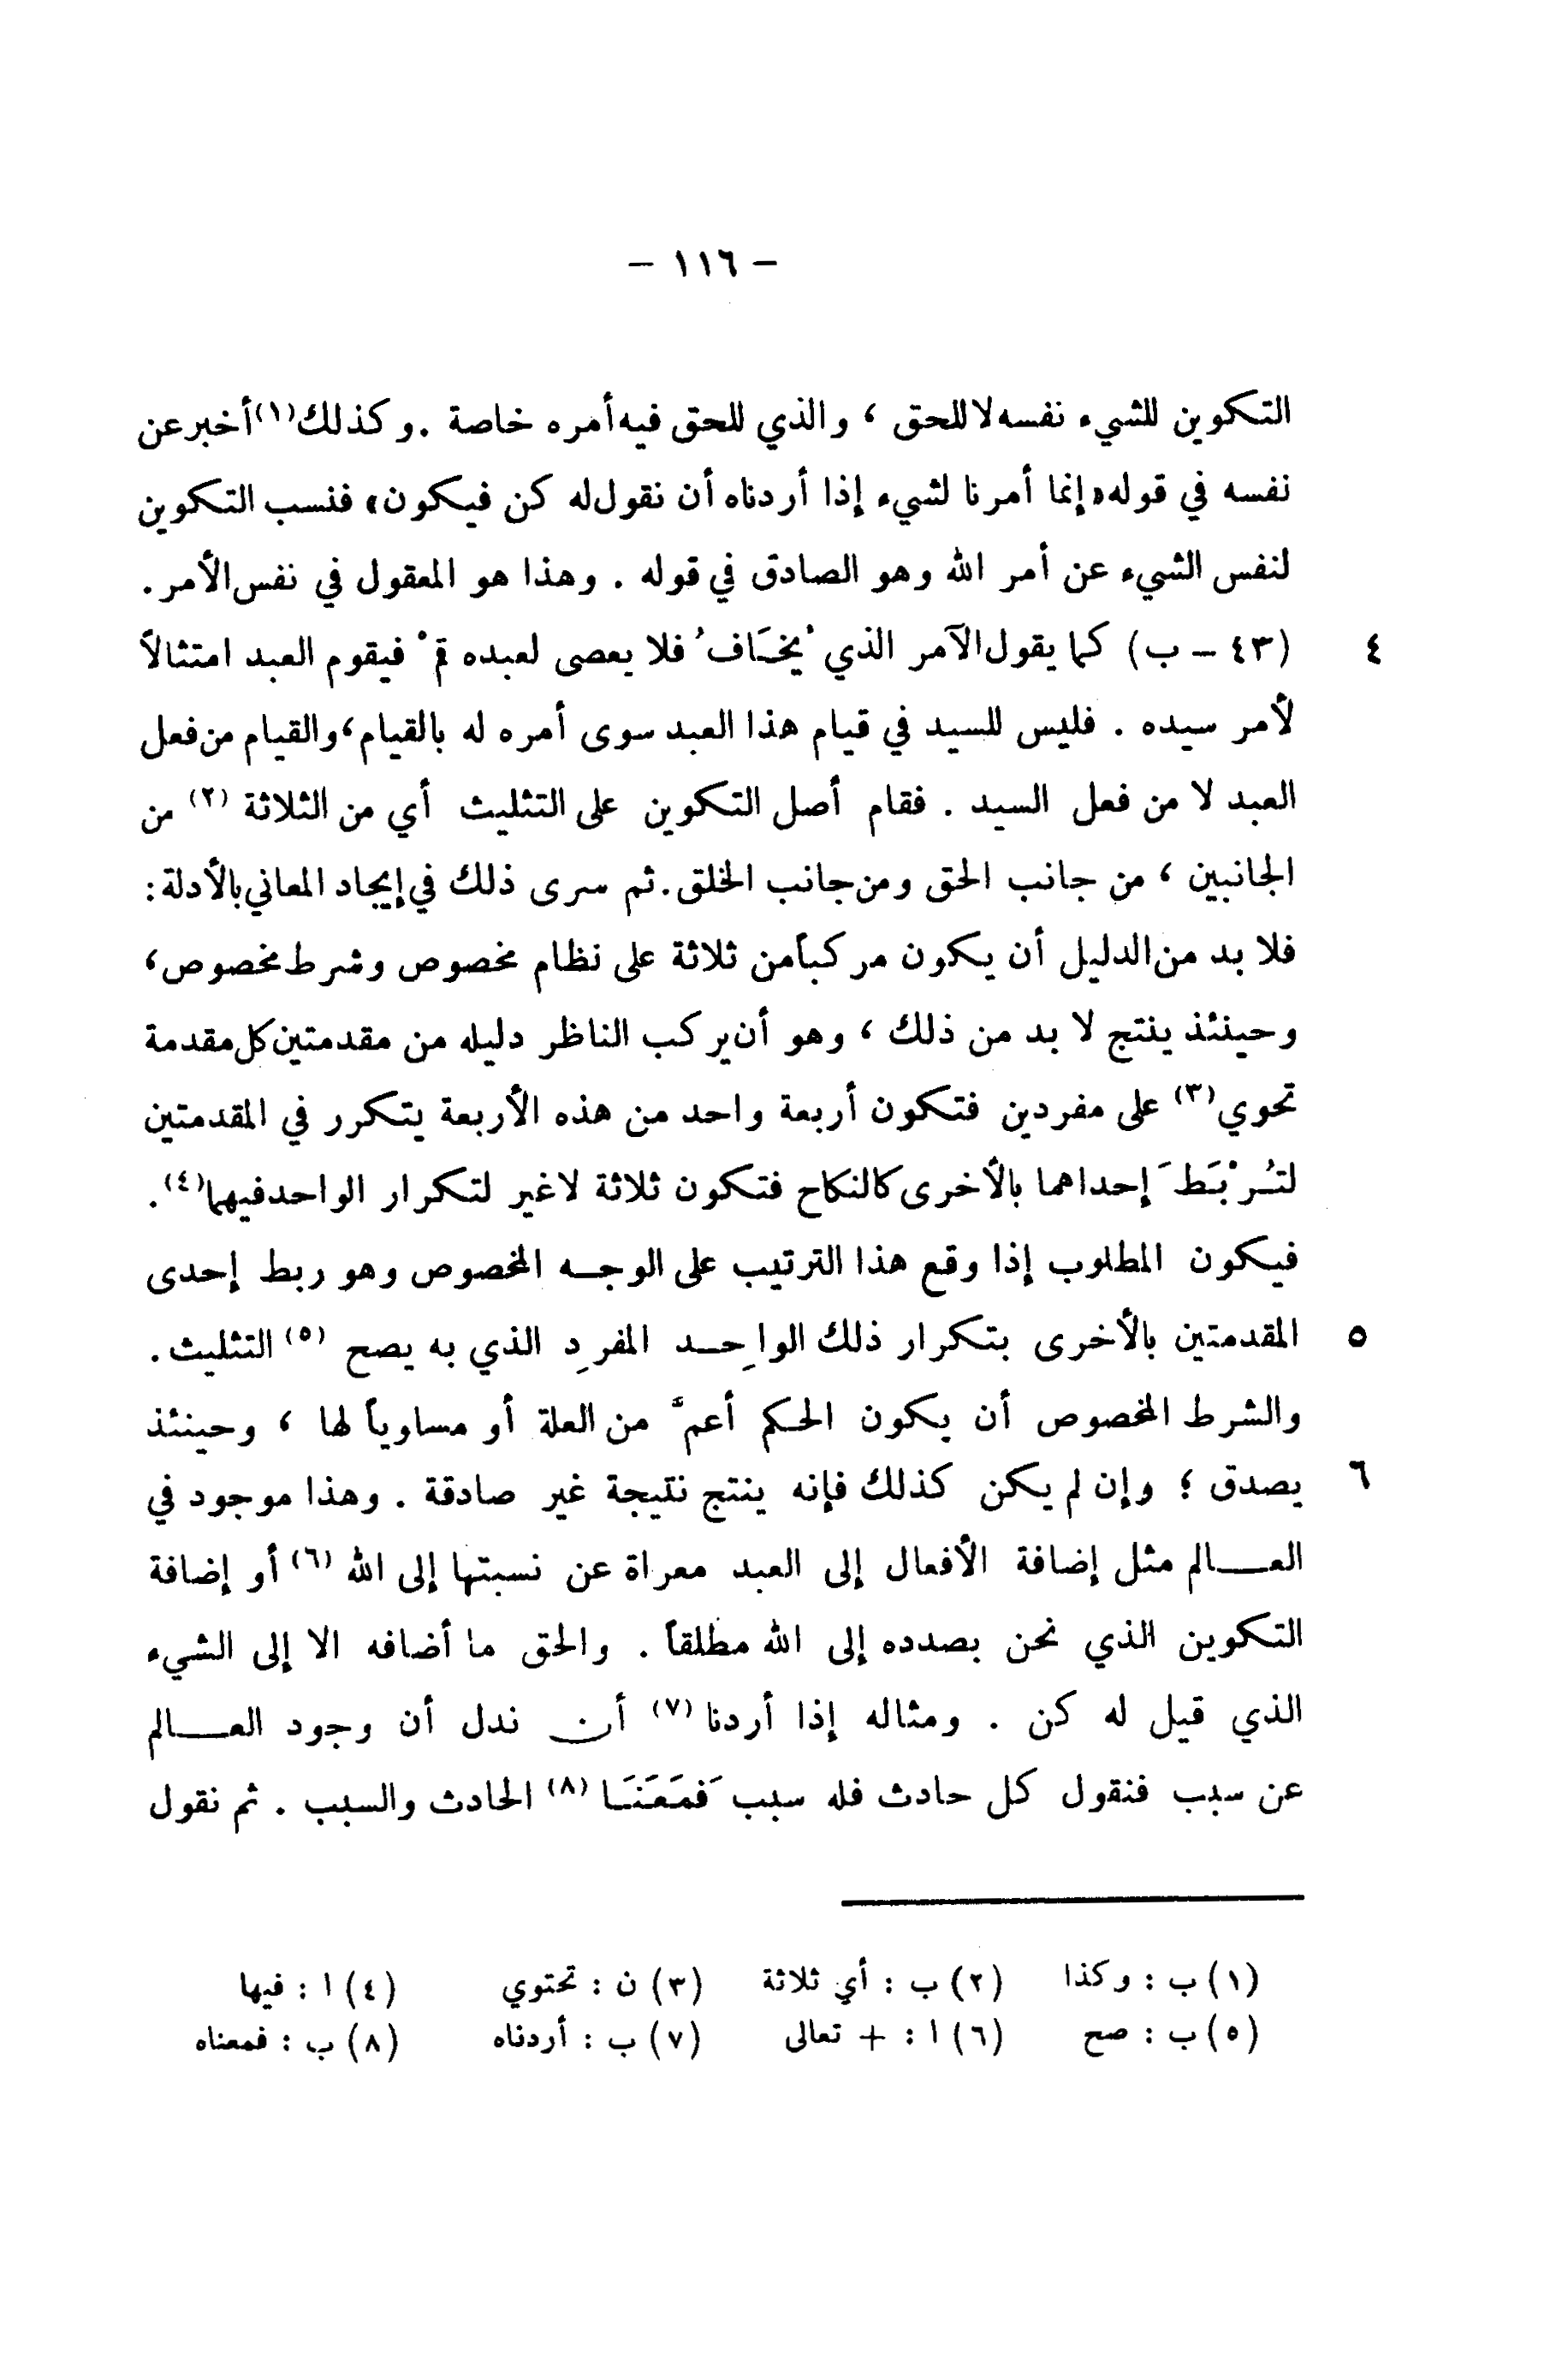 - ١١٦ -
التكوين للشيء نفسه لا للحق ، والذي للحق فيه أمره خاصة . وكذلك (١) أخبر عن
نفسه في قوله « إنما أمرنا لشيء إذا أردناه أن نقول له كن فيكون » فنسب التكوين
لنفس الشيء عن أمر الله وهو الصادق في قوله . وهذا هو المعقول في نفس الأمر .
٤ (٤٣ – ب) كما يقول الآمر الذي يُخَافُ فلا يعصى لعبده قمْ فيقوم العبد امتثالاً
لأمر سيده . فليس للسيد في قيام هذا العبد سوى أمره له بالقيام ، والقيام من فعل
العبد لا من فعل السيد . فقام أصل التكوين على التثليث أي من الثلاثة (٢) من
الجانبين ، من جانب الحق ومن جانب الخلق . ثم سرى ذلك في إيجاد المعاني بالأدلة :
فلا بد من الدليل أن يكون مركباً من ثلاثة على نظام مخصوص وشرط مخصوص ،
وحينئذ ينتج لا بد من ذلك ، وهو أن يركب الناظر دليله من مقدمتين كل مقدمة
تحوي (٣) على مفردين فتكون أربعة واحد من هذه الأربعة يتكرر في المقدمتين
لتُرْبَطَ إحداهما بالأخرى كالنكاح فتكون ثلاثة لا غير لتكرار الواحد فيهما (٤) .
فيكون المطلوب إذا وقع هذا الترتيب على الوجه المخصوص وهو ربط إحدى
٥ المقدمتين بالأخرى بتكرار ذلك الواحِد المفرِد الذي به يصح (٥) التثليث .
والشرط المخصوص أن يكون الحكم أعمَّ من العلة أو مساوياً لها ، وحينئذ
٦ يصدق ؛ وإن لم يكن كذلك فإنه ينتج نتيجة غير صادقة . وهذا موجود في
العالم مثل إضافة الأفعال إلى العبد معراة عن نسبتها إلى الله (٦) أو إضافة
التكوين الذي نحن بصدده إلى الله مطلقاً . والحق ما أضافه الا إلى الشيء
الذي قيل له كن . ومثاله إذا أردنا (٧) أن ندل أن وجود العالم
عن سبب فنقول كل حادث فله سبب فَمَعَنَا (٨) الحادث والسبب . ثم نقول
(١) ب : وكذا (٢) ب : أي ثلاثة (٣) ن : تحتوي (٤) ا : فيها
(٥) ب : صح (٦) ا : + تعالى (٧) ب : أردناه (٨) ب : فمعناه